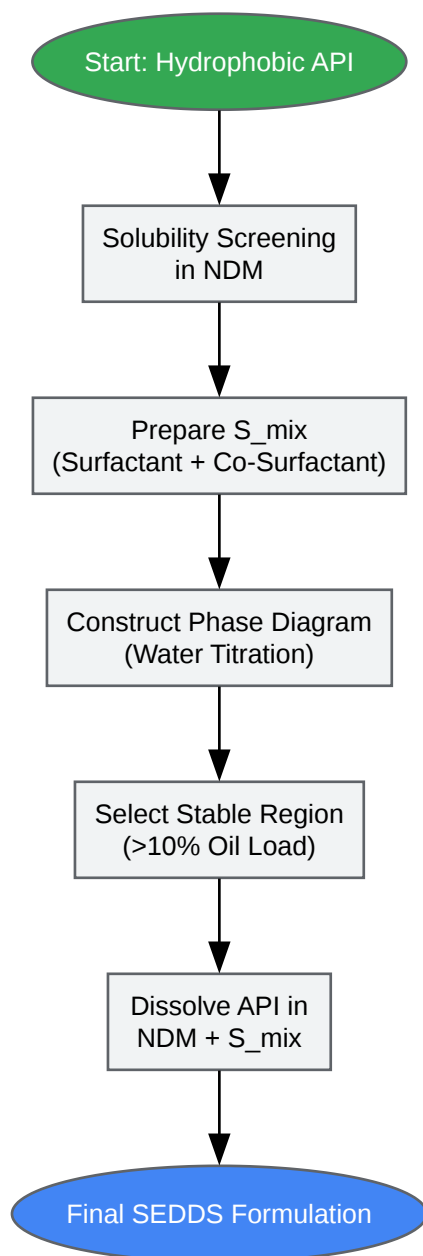 Start: Hydrophobic API
Solubility Screening
in NDM
Prepare S_mix
(Surfactant + Co-Surfactant)
Construct Phase Diagram
(Water Titration)
Select Stable Region
(>10% Oil Load)
Dissolve API in
NDM + S_mix
Final SEDDS Formulation